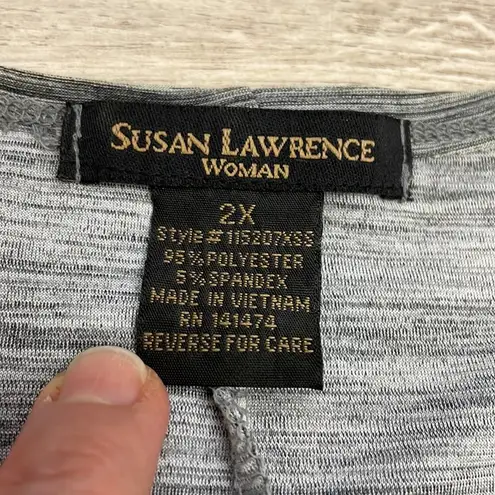 SUSAN LAWRENCE
WOMAN
2X
Style # 115207XSS
95% POLYESTER
5% SPANDEX
MADE IN VIETNAM
RN 141474
REVERSE FOR CARE